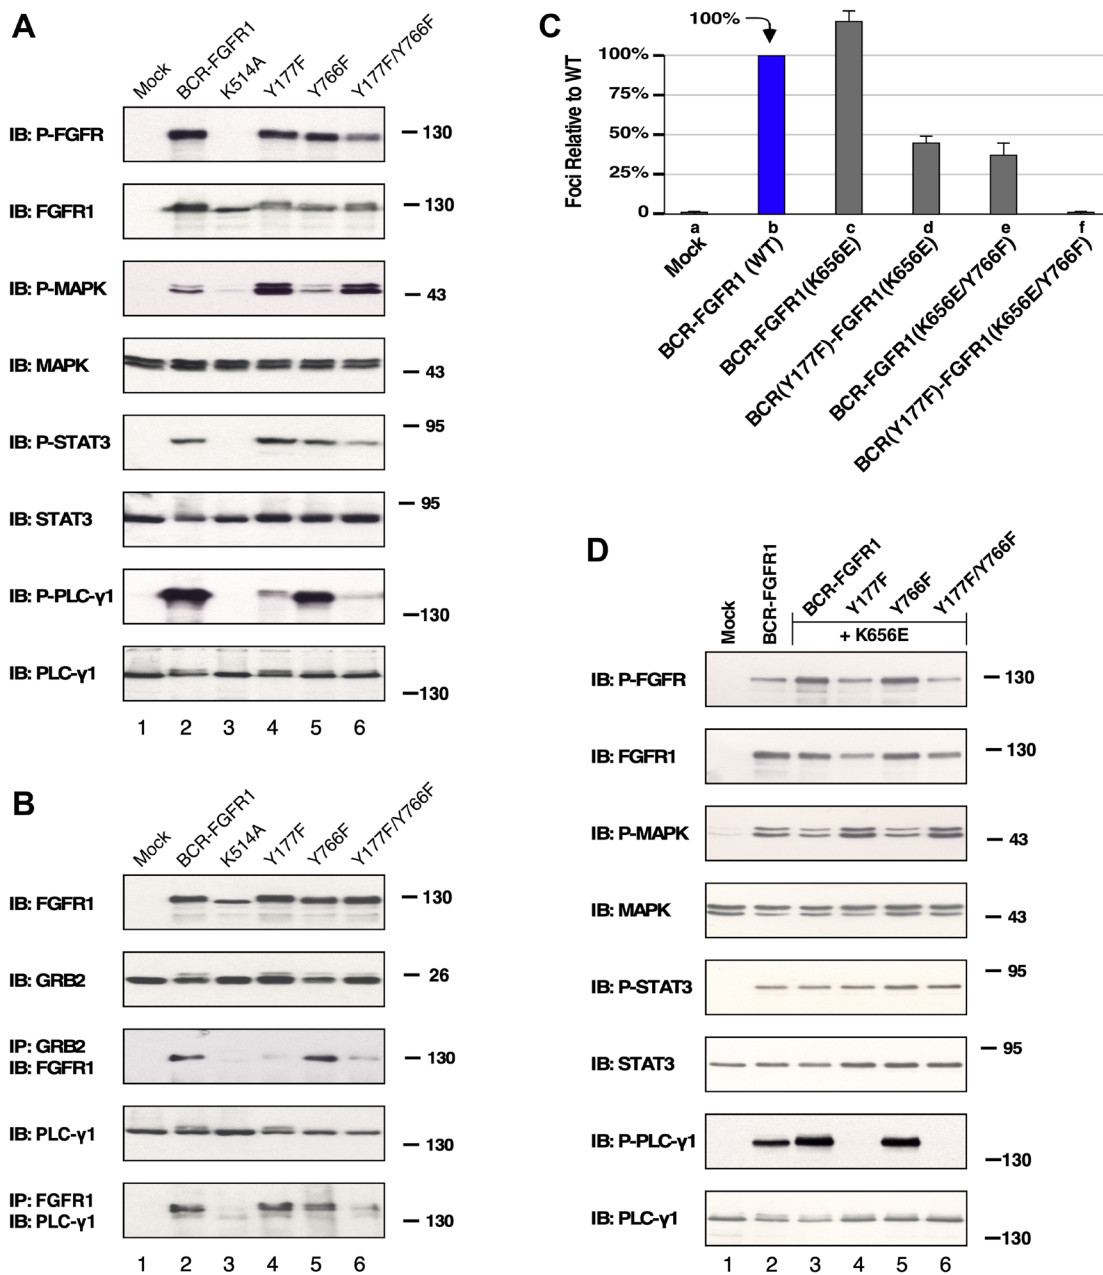 A
Mock
BCR-FGFR1
K514A
Y177F
Y766F
Y177F/Y766F
IB: P-FGFR
130
IB: FGFR1
130
IB: P-MAPK
43
IB: MAPK
43
IB: P-STAT3
95
IB: STAT3
95
IB: P-PLC-γ1
130
IB: PLC-γ1
130
1 2 3 4 5 6
B
Mock
BCR-FGFR1
K514A
Y177F
Y766F
Y177F/Y766F
IB: FGFR1
130
IB: GRB2
26
IP: GRB2
IB: FGFR1
130
IB: PLC-γ1
130
IP: FGFR1
IB: PLC-γ1
130
1 2 3 4 5 6
C
100%
Foci Relative to WT
100%
75%
50%
25%
0
a b c d e f
Mock
BCR-FGFR1 (WT)
BCR-FGFR1(K656E)
BCR(Y177F)-FGFR1(K656E)
BCR-FGFR1(K656E/Y766F)
BCR(Y177F)-FGFR1(K656E/Y766F)
D
Mock
BCR-FGFR1
BCR-FGFR1
Y177F
Y766F
Y177F/Y766F
+ K656E
IB: P-FGFR
130
IB: FGFR1
130
IB: P-MAPK
43
IB: MAPK
43
IB: P-STAT3
95
IB: STAT3
95
IB: P-PLC-γ1
130
IB: PLC-γ1
130
1 2 3 4 5 6